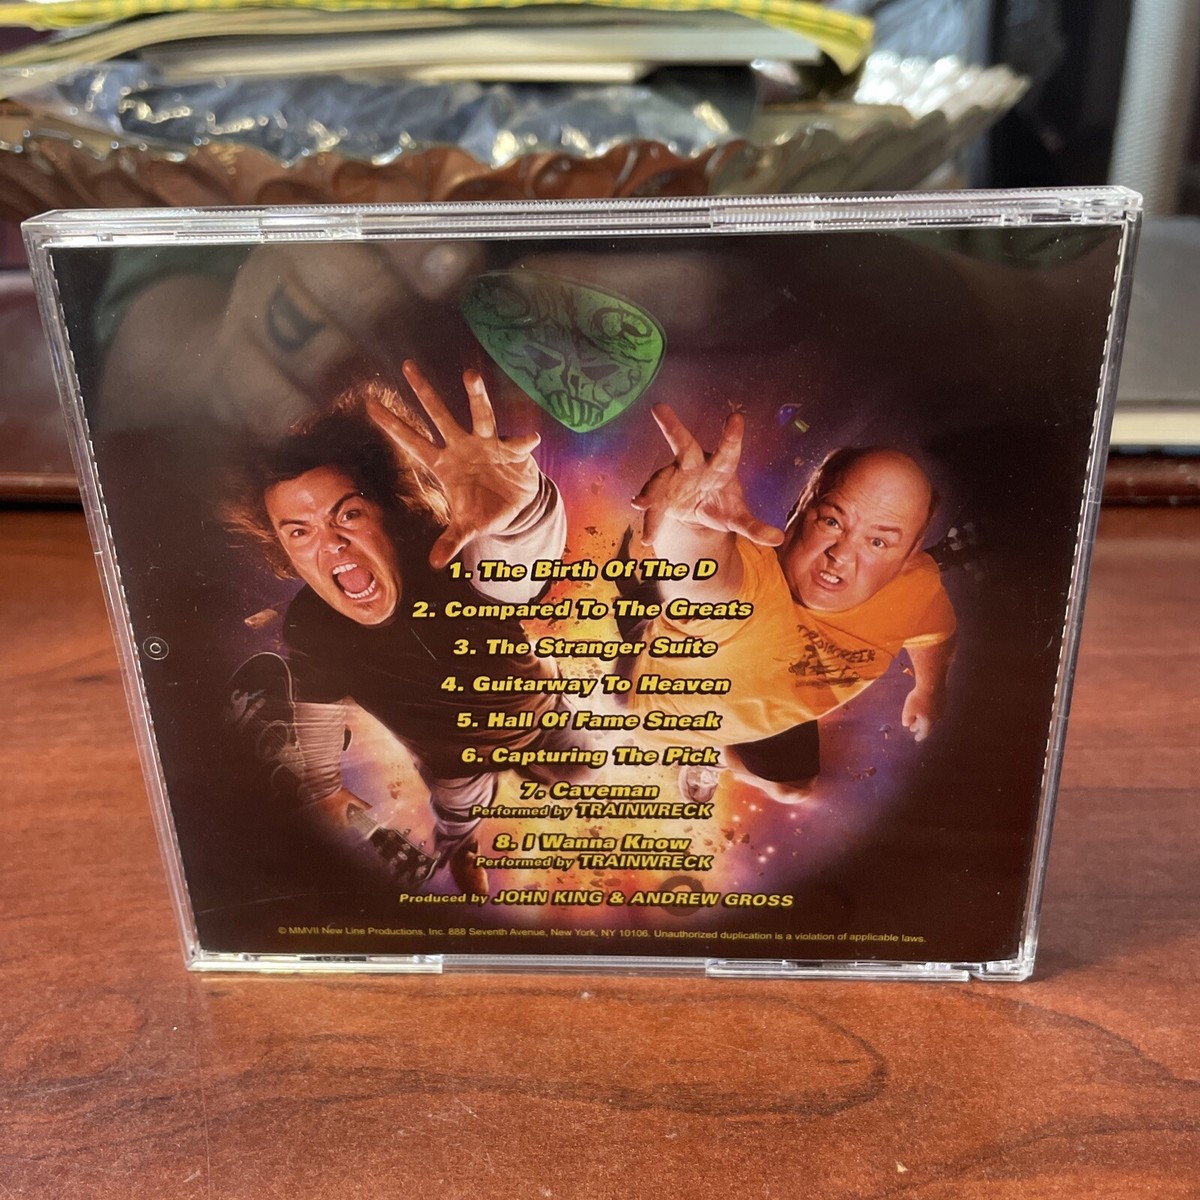 1. The Birth Of The D
2. Compared To The Greats
3. The Stranger Suite
4. Guitarway To Heaven
5. Hall Of Fame Sneak
6. Capturing The Pick
7. Caveman
Performed by TRAINWRECK
8. I Wanna Know
Performed by TRAINWRECK
Produced by JOHN KING & ANDREW GROSS
© MMVII New Line Productions, Inc. 888 Seventh Avenue, New York, NY 10106. Unauthorized duplication is a violation of applicable laws.
TRAINWRECK